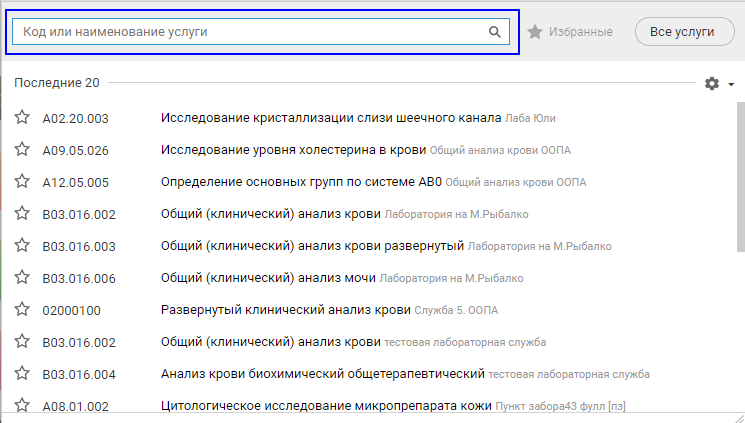 Код или наименование услуги Избранные Все услуги
Последние 20
A02.20.003 Исследование кристаллизации слизи шеечного канала Лаба Юли
A09.05.026 Исследование уровня холестерина в крови Общий анализ крови ООПА
A12.05.005 Определение основных групп по системе AB0 Общий анализ крови ООПА
B03.016.002 Общий (клинический) анализ крови Лаборатория на М.Рыбалко
B03.016.003 Общий (клинический) анализ крови развернутый Лаборатория на М.Рыбалко
B03.016.006 Общий (клинический) анализ мочи Лаборатория на М.Рыбалко
02000100 Развернутый клинический анализ крови Служба 5. ООПА
B03.016.002 Общий (клинический) анализ крови тестовая лабораторная служба
B03.016.004 Анализ крови биохимический общетерапевтический тестовая лабораторная служба
A08.01.002 Цитологическое исследование микропрепарата кожи Пункт забора43 фулл [пз]